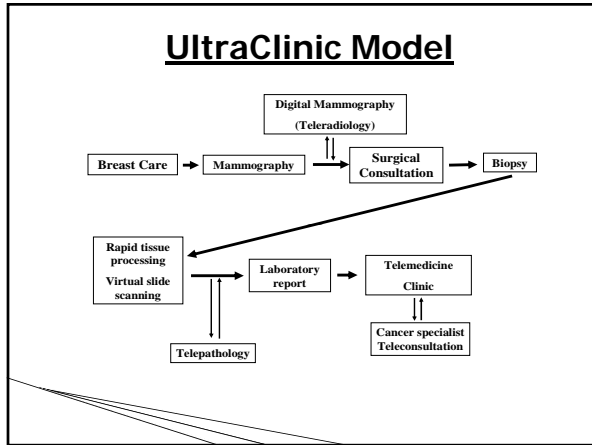 UltraClinic Model
Digital Mammography
(Teleradiology)
Breast Care
Mammography
Surgical
Consultation
Biopsy
Rapid tissue
processing
Virtual slide
scanning
Laboratory
report
Telemedicine
Clinic
Telepathology
Cancer specialist
Teleconsultation